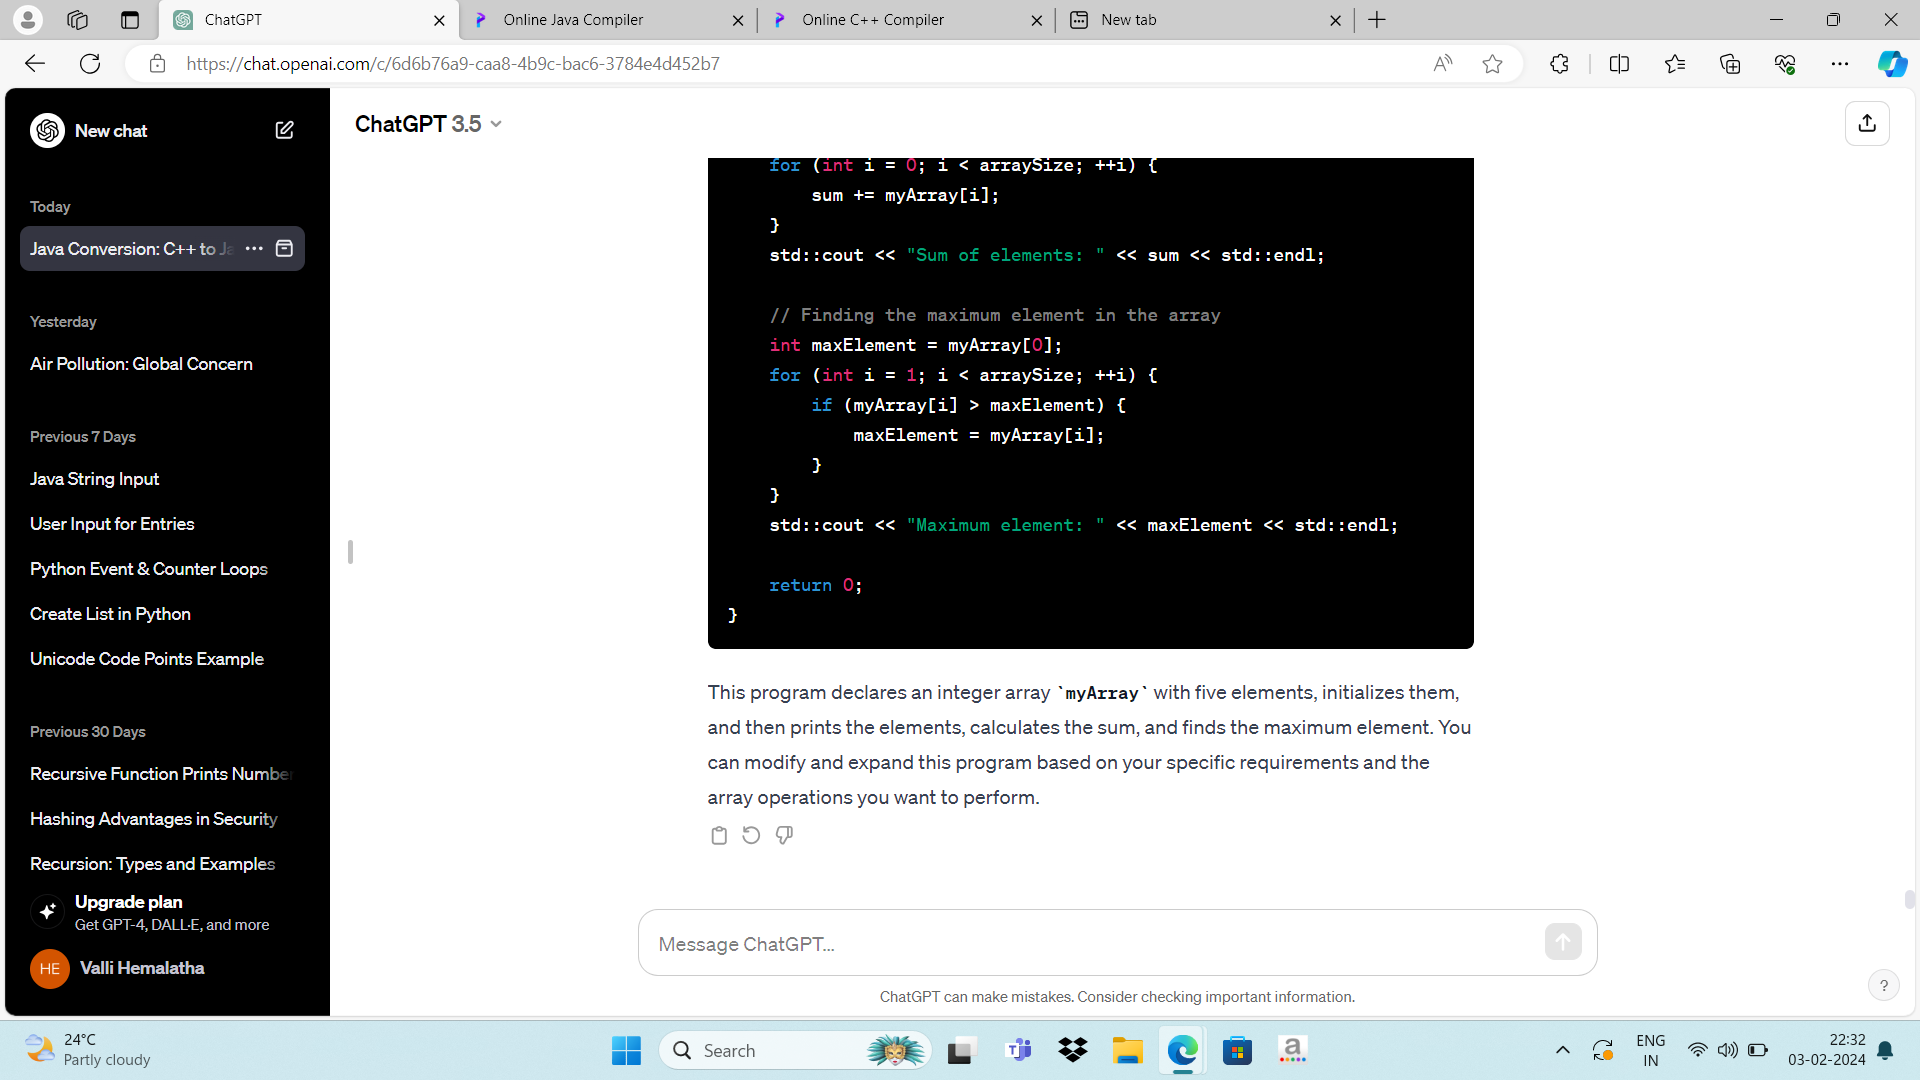 ChatGPT
Online Java Compiler
Online C++ Compiler
New tab
https://chat.openai.com/c/6d6b76a9-caa8-4b9c-bac6-3784e4d452b7
New chat
Today
Java Conversion: C++ to Ja
Yesterday
Air Pollution: Global Concern
Previous 7 Days
Java String Input
User Input for Entries
Python Event & Counter Loops
Create List in Python
Unicode Code Points Example
Previous 30 Days
Recursive Function Prints Number
Hashing Advantages in Security
Recursion: Types and Examples
Upgrade plan
Get GPT-4, DALL·E, and more
HE Valli Hemalatha
ChatGPT 3.5
for (int i = 0; i < arraySize; ++i) {
sum += myArray[i];
}
std::cout << "Sum of elements: " << sum << std::endl;
// Finding the maximum element in the array
int maxElement = myArray[0];
for (int i = 1; i < arraySize; ++i) {
if (myArray[i] > maxElement) {
maxElement = myArray[i];
}
}
std::cout << "Maximum element: " << maxElement << std::endl;
return 0;
}
This program declares an integer array `myArray` with five elements, initializes them,
and then prints the elements, calculates the sum, and finds the maximum element. You
can modify and expand this program based on your specific requirements and the
array operations you want to perform.
Message ChatGPT...
ChatGPT can make mistakes. Consider checking important information.
?
24°C
Partly cloudy
Search
a
ENG
IN
22:32
03-02-2024